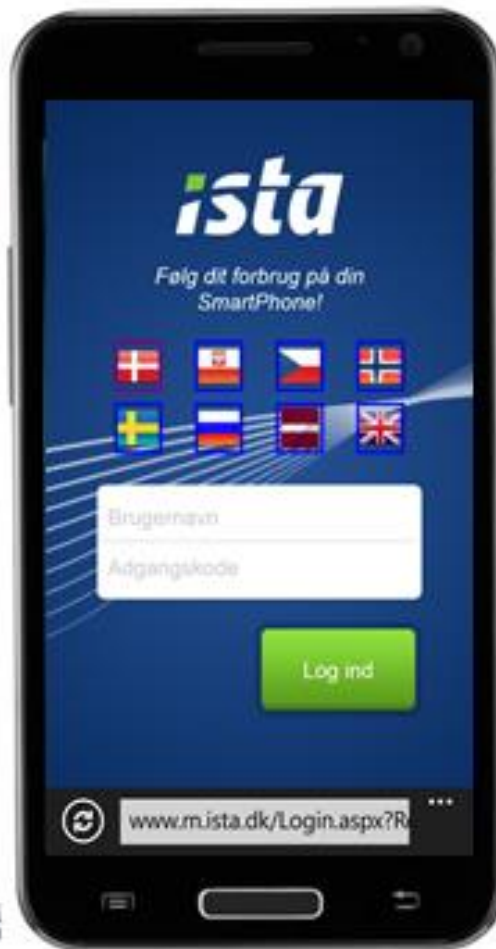 ista
Følg dit forbrug på din
SmartPhone!
Brugernavn
Adgangskode
Log ind
www.m.ista.dk/Login.aspx?R